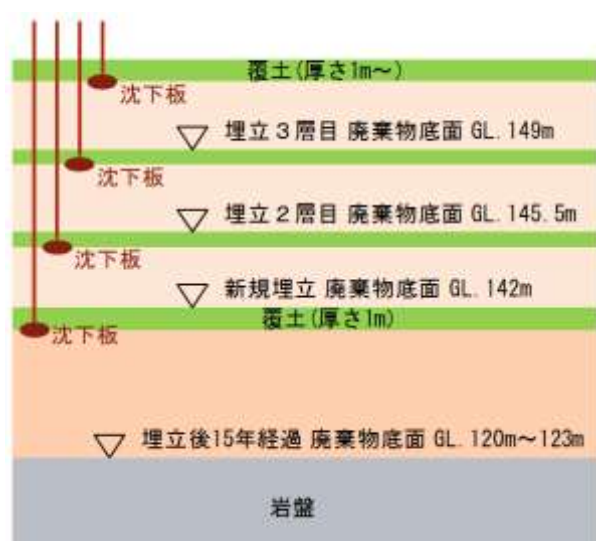 覆土(厚さ1m～)
沈下板
埋立３層目 廃棄物底面 GL.149m
沈下板
埋立２層目 廃棄物底面 GL.145.5m
沈下板
新規埋立 廃棄物底面 GL.142m
覆土(厚さ1m)
沈下板
埋立後15年経過 廃棄物底面 GL.120m～123m
岩盤